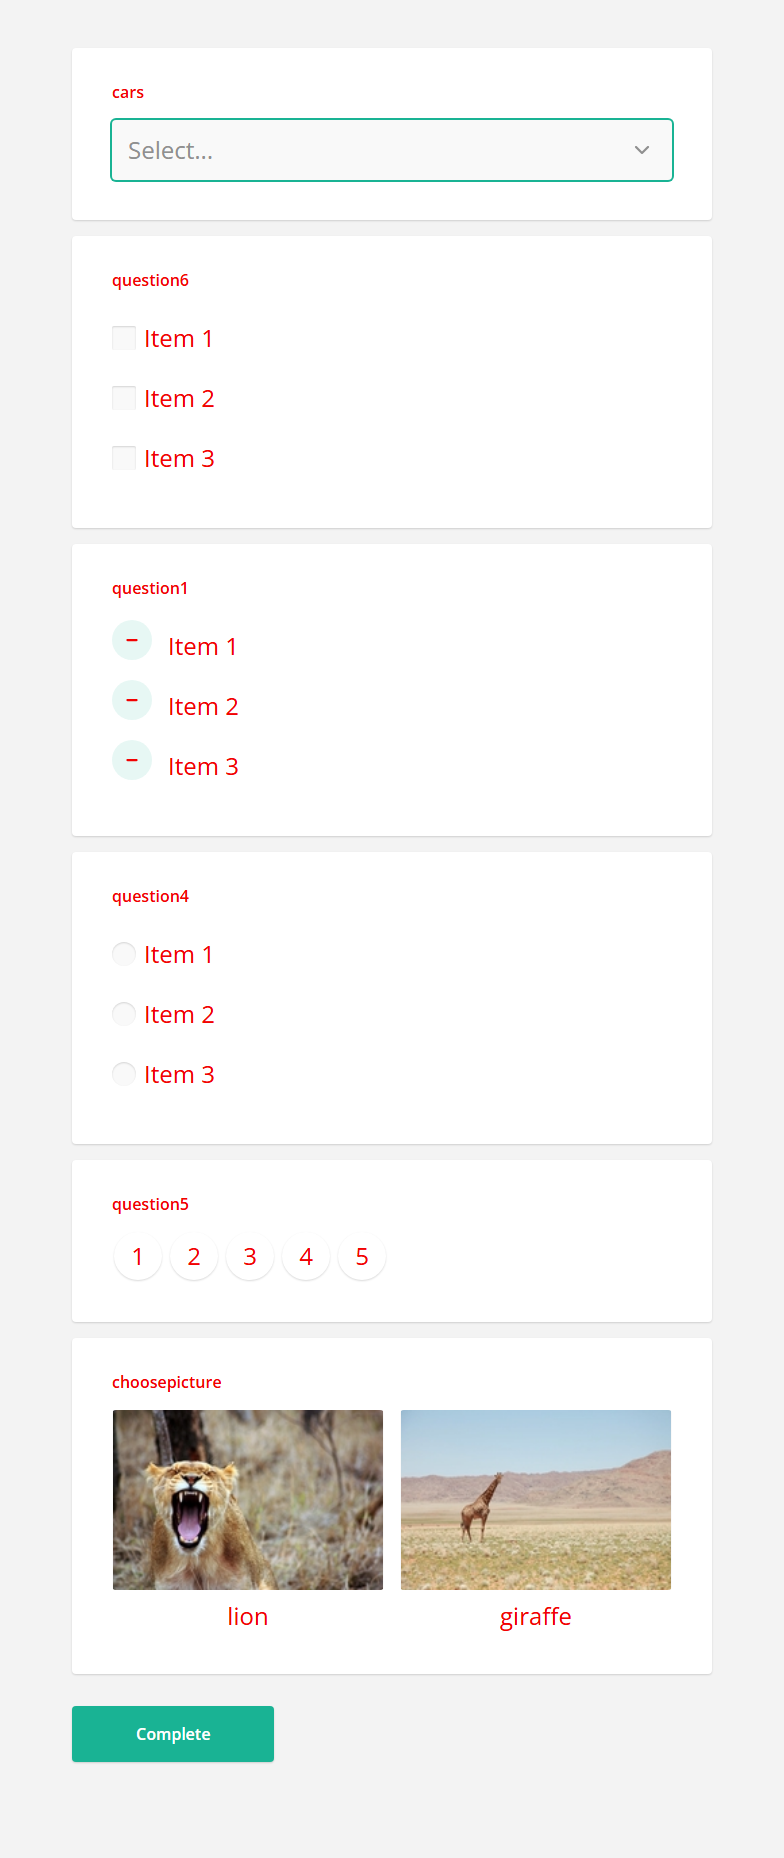 cars
Select...
question6
Item 1
Item 2
Item 3
question1
Item 1
Item 2
Item 3
question4
Item 1
Item 2
Item 3
question5
1 2 3 4 5
choosepicture
lion giraffe
Complete